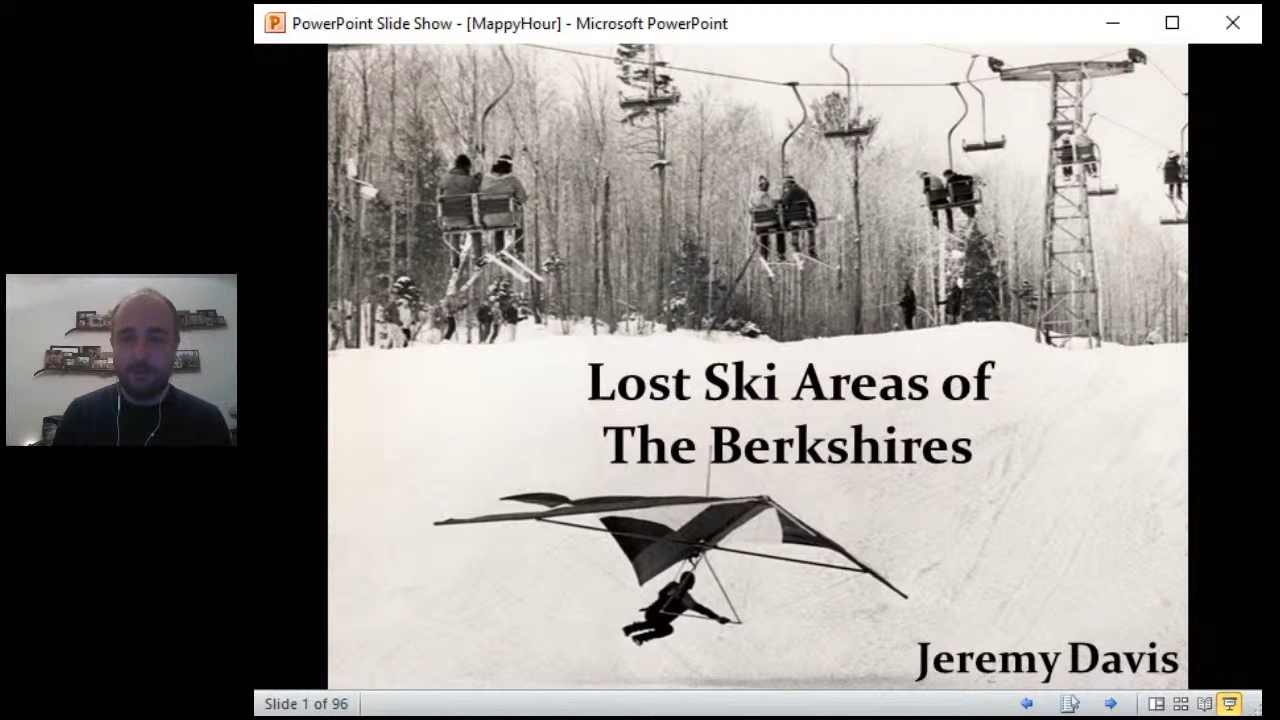 PowerPoint Slide Show - [MappyHour] - Microsoft PowerPoint
Lost Ski Areas of
The Berkshires
Jeremy Davis
Slide 1 of 96